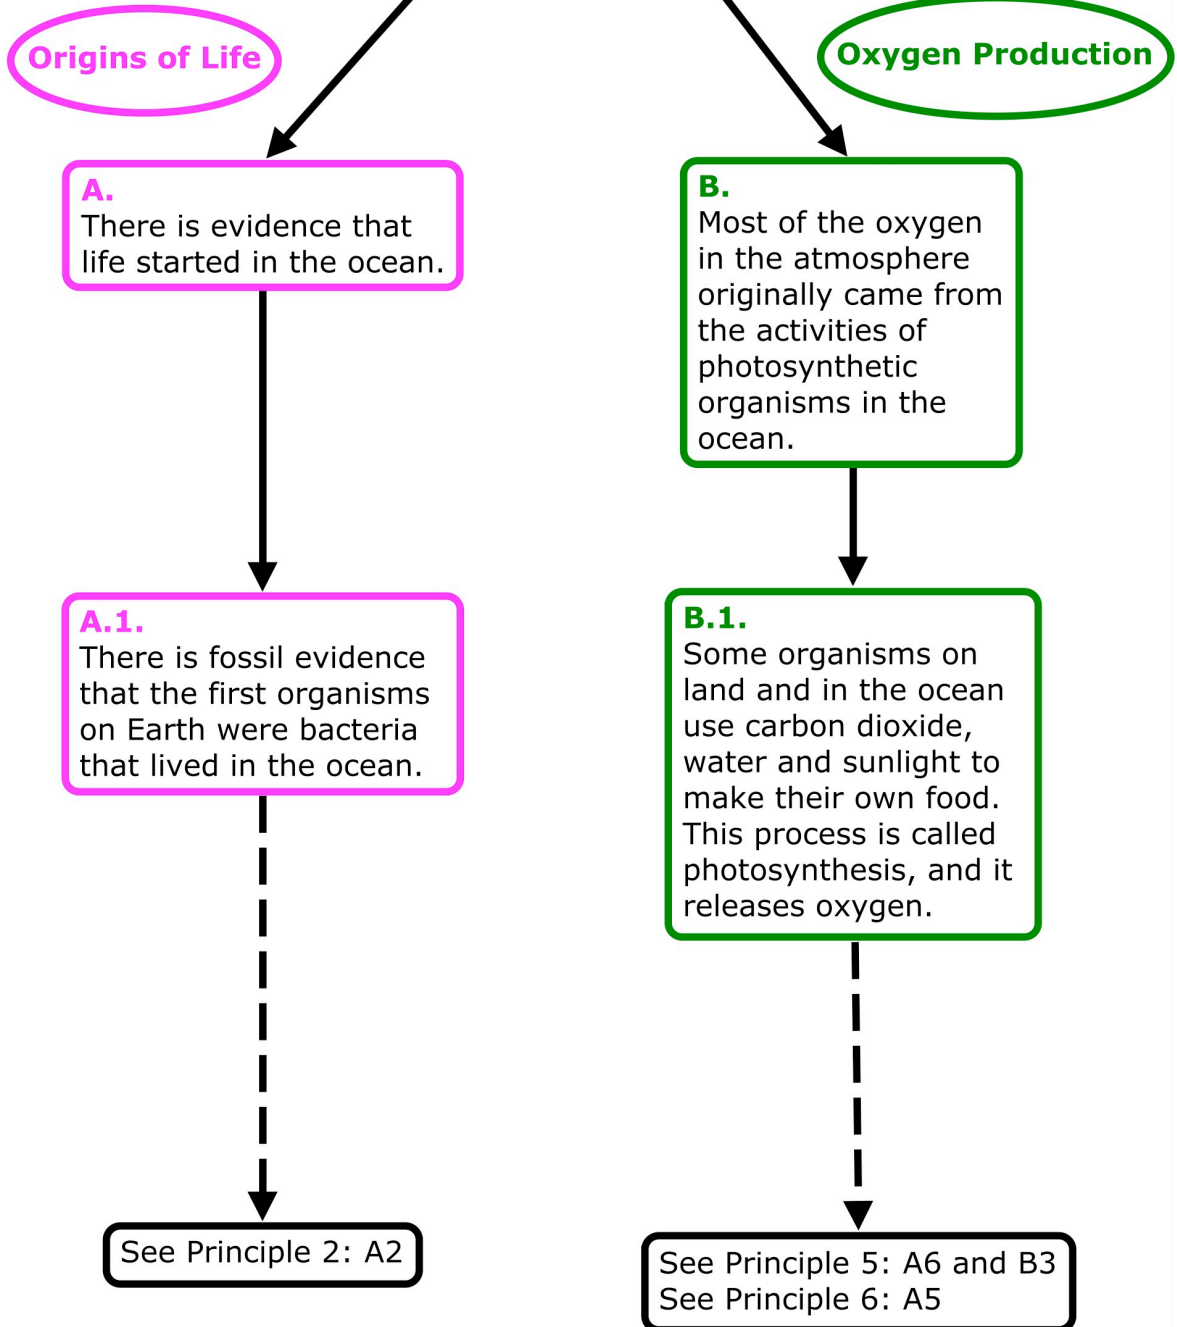 Origins of Life
Oxygen Production
A.
There is evidence that
life started in the ocean.
B.
Most of the oxygen
in the atmosphere
originally came from
the activities of
photosynthetic
organisms in the
ocean.
A.1.
There is fossil evidence
that the first organisms
on Earth were bacteria
that lived in the ocean.
B.1.
Some organisms on
land and in the ocean
use carbon dioxide,
water and sunlight to
make their own food.
This process is called
photosynthesis, and it
releases oxygen.
See Principle 2: A2
See Principle 5: A6 and B3
See Principle 6: A5